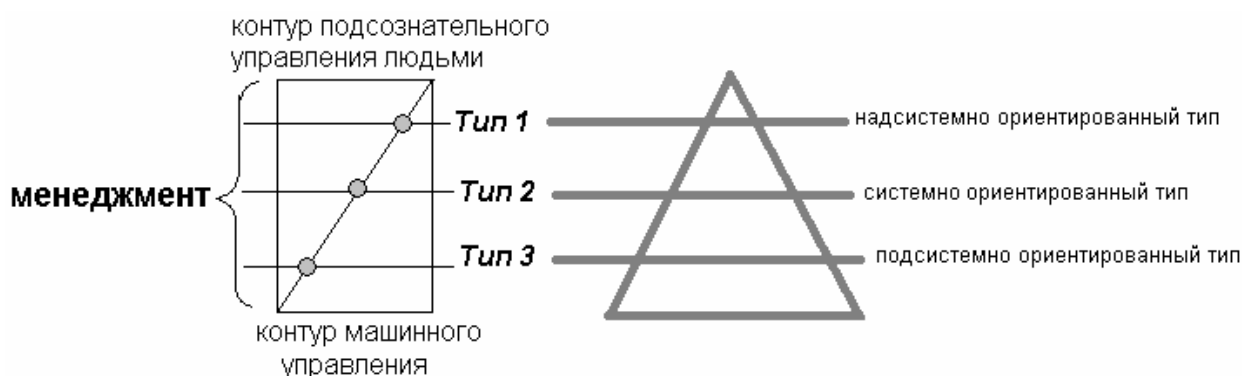 контур подсознательного
управления людьми
Тип 1
надсистемно ориентированный тип
менеджмент
Тип 2
системно ориентированный тип
Тип 3
подсистемно ориентированный тип
контур машинного
управления